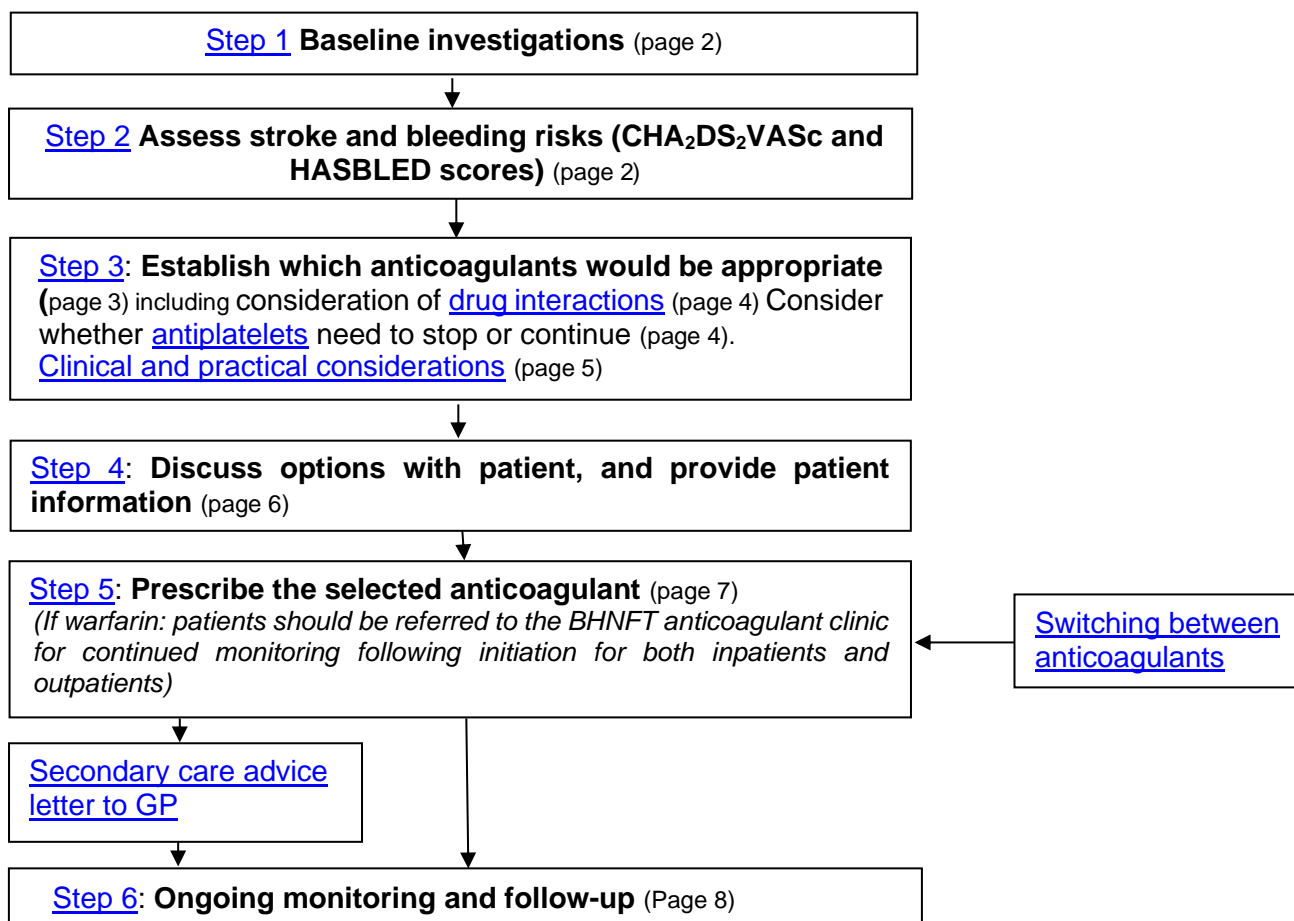 Step 1 Baseline investigations (page 2)
Step 2 Assess stroke and bleeding risks (CHA₂DS₂VASc and
HASBLED scores) (page 2)
Step 3: Establish which anticoagulants would be appropriate
(page 3) including consideration of drug interactions (page 4) Consider
whether antiplatelets need to stop or continue (page 4).
Clinical and practical considerations (page 5)
Step 4: Discuss options with patient, and provide patient
information (page 6)
Step 5: Prescribe the selected anticoagulant (page 7)
(If warfarin: patients should be referred to the BHNFT anticoagulant clinic
for continued monitoring following initiation for both inpatients and
outpatients)
Switching between
anticoagulants
Secondary care advice
letter to GP
Step 6: Ongoing monitoring and follow-up (Page 8)